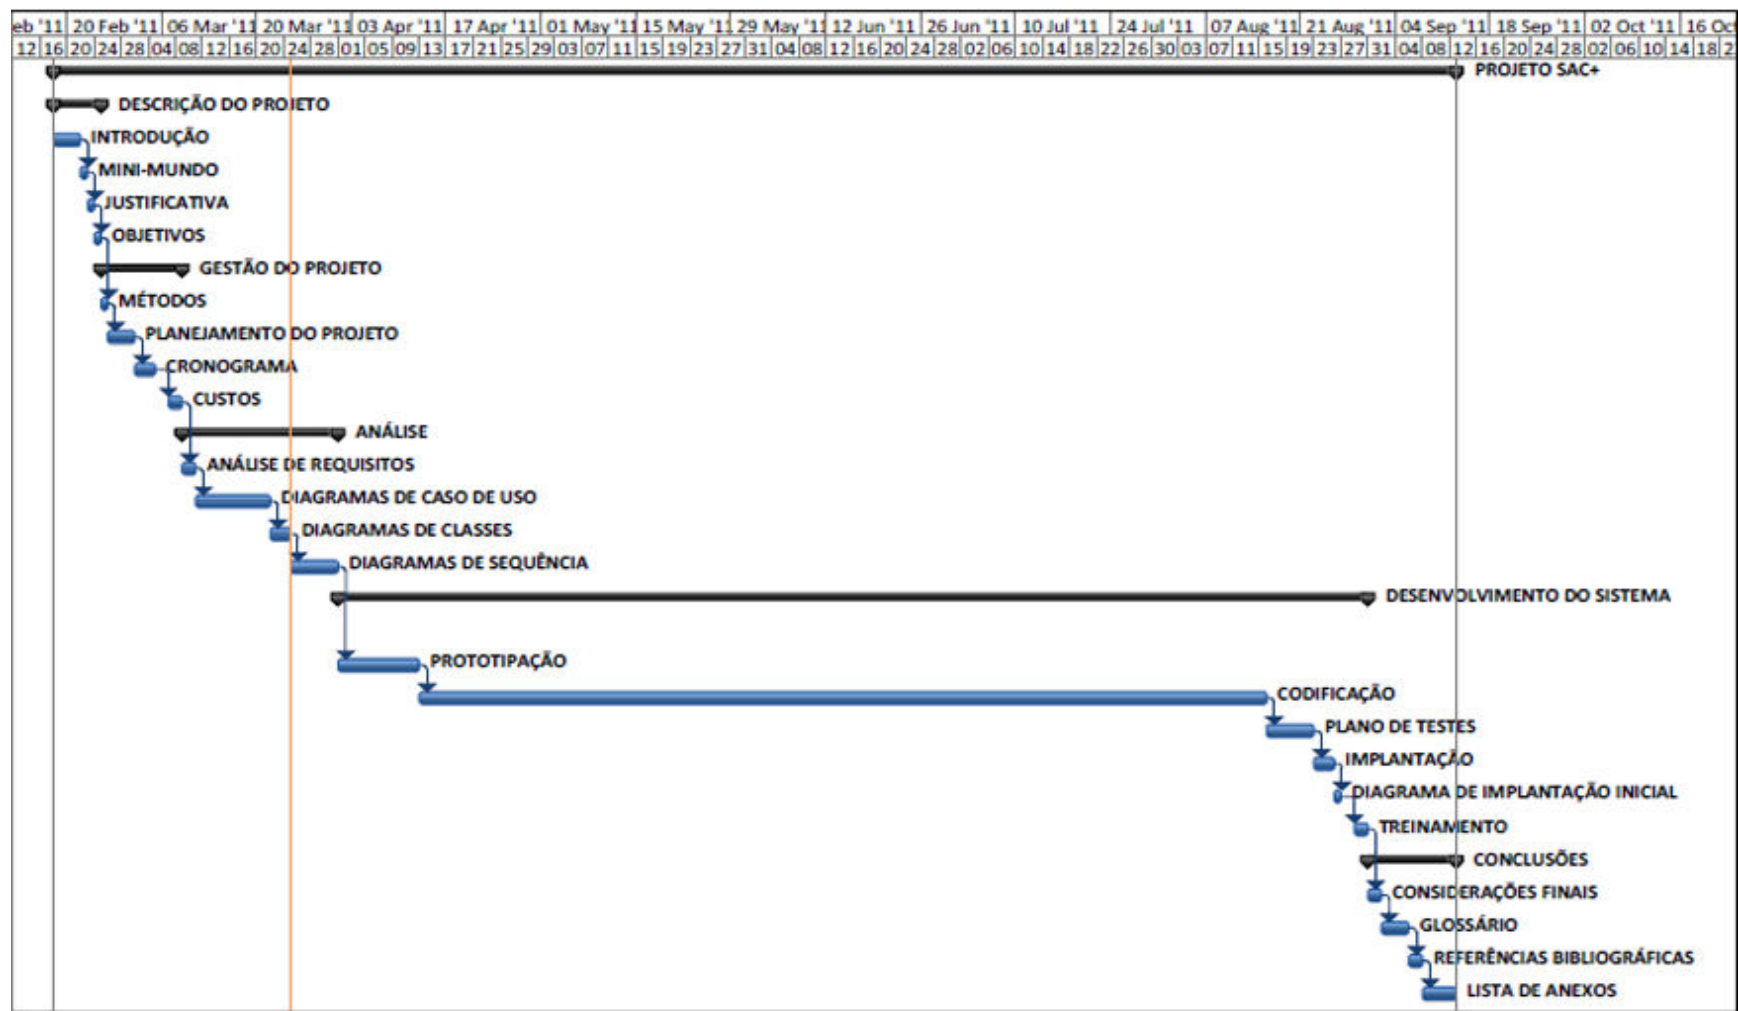 eb '11 20 Feb '11 06 Mar '11 20 Mar '11 03 Apr '11 17 Apr '11 01 May '11 15 May '11 29 May '11 12 Jun '11 26 Jun '11 10 Jul '11 24 Jul '11 07 Aug '11 21 Aug '11 04 Sep '11 18 Sep '11 02 Oct '11 16 Oct
12 16 20 24 28 04 08 12 16 20 24 28 01 05 09 13 17 21 25 29 03 07 11 15 19 23 27 31 04 08 12 16 20 24 28 02 06 10 14 18 22 26 30 03 07 11 15 19 23 27 31 04 08 12 16 20 24 28 02 06 10 14 18 2
PROJETO SAC+
DESCRIÇÃO DO PROJETO
INTRODUÇÃO
MINI-MUNDO
JUSTIFICATIVA
OBJETIVOS
GESTÃO DO PROJETO
MÉTODOS
PLANEJAMENTO DO PROJETO
CRONOGRAMA
CUSTOS
ANÁLISE
ANÁLISE DE REQUISITOS
DIAGRAMAS DE CASO DE USO
DIAGRAMAS DE CLASSES
DIAGRAMAS DE SEQUÊNCIA
DESENVOLVIMENTO DO SISTEMA
PROTOTIPAÇÃO
CODIFICAÇÃO
PLANO DE TESTES
IMPLANTAÇÃO
DIAGRAMA DE IMPLANTAÇÃO INICIAL
TREINAMENTO
CONCLUSÕES
CONSIDERAÇÕES FINAIS
GLOSSÁRIO
REFERÊNCIAS BIBLIOGRÁFICAS
LISTA DE ANEXOS